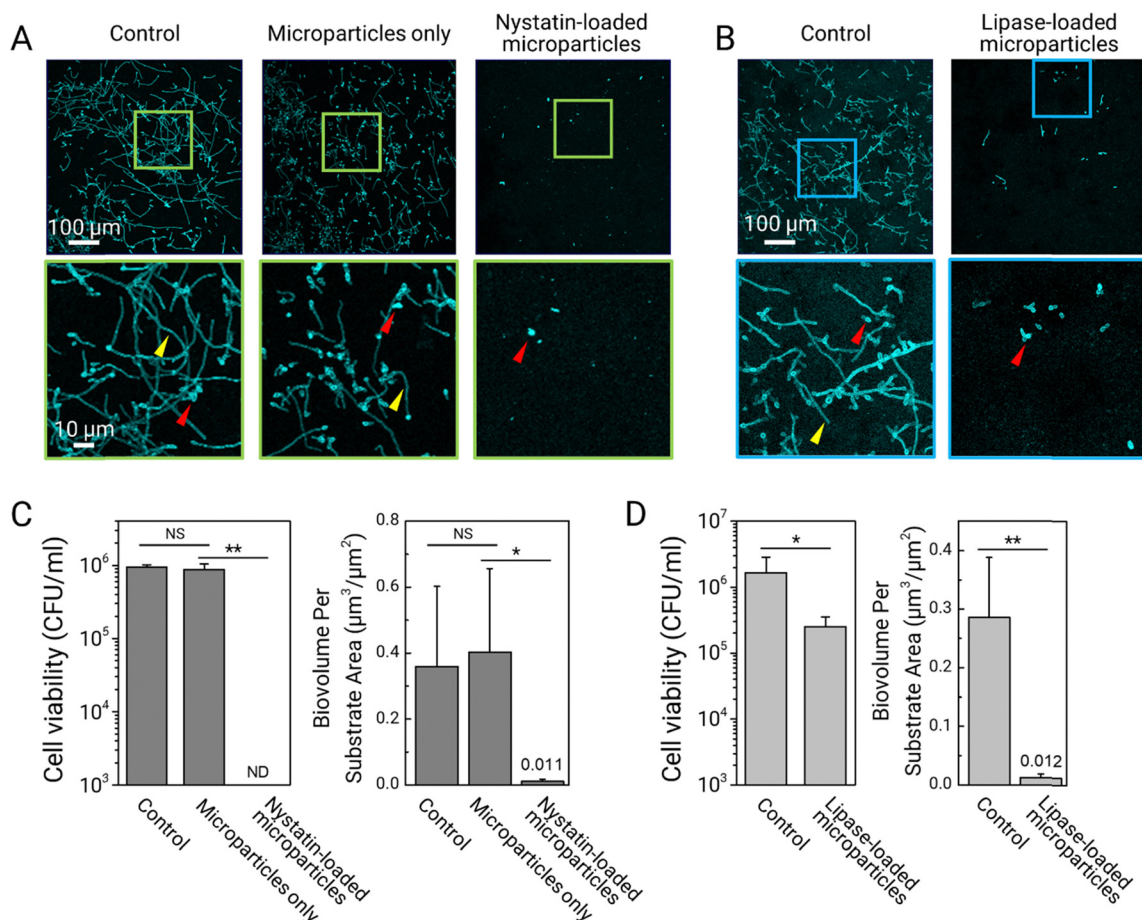 A
Control
Microparticles only
Nystatin-loaded
microparticles
B
Control
Lipase-loaded
microparticles
100 µm
100 µm
10 µm
C
Cell viability (CFU/ml)
10⁶
10⁵
10⁴
10³
NS
**
ND
Control
Microparticles only
Nystatin-loaded
microparticles
Biovolume Per
Substrate Area (µm³/µm²)
0.8
0.6
0.4
0.2
0.0
NS
*
0.011
Control
Microparticles only
Nystatin-loaded
microparticles
D
Cell viability (CFU/ml)
10⁷
10⁶
10⁵
10⁴
10³
*
Control
Lipase-loaded
microparticles
Biovolume Per
Substrate Area (µm³/µm²)
0.4
0.3
0.2
0.1
0.0
**
0.012
Control
Lipase-loaded
microparticles